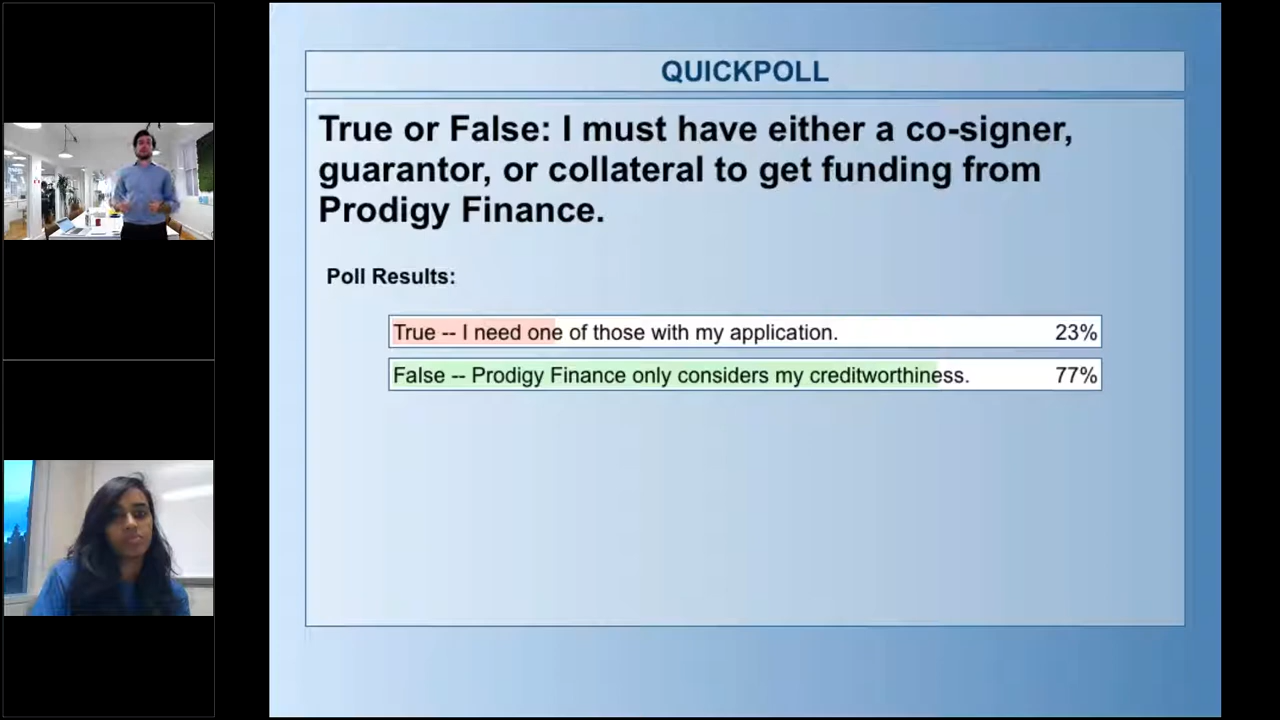 QUICKPOLL
True or False: I must have either a co-signer,
guarantor, or collateral to get funding from
Prodigy Finance.
Poll Results:
True -- I need one of those with my application. 23%
False -- Prodigy Finance only considers my creditworthiness. 77%